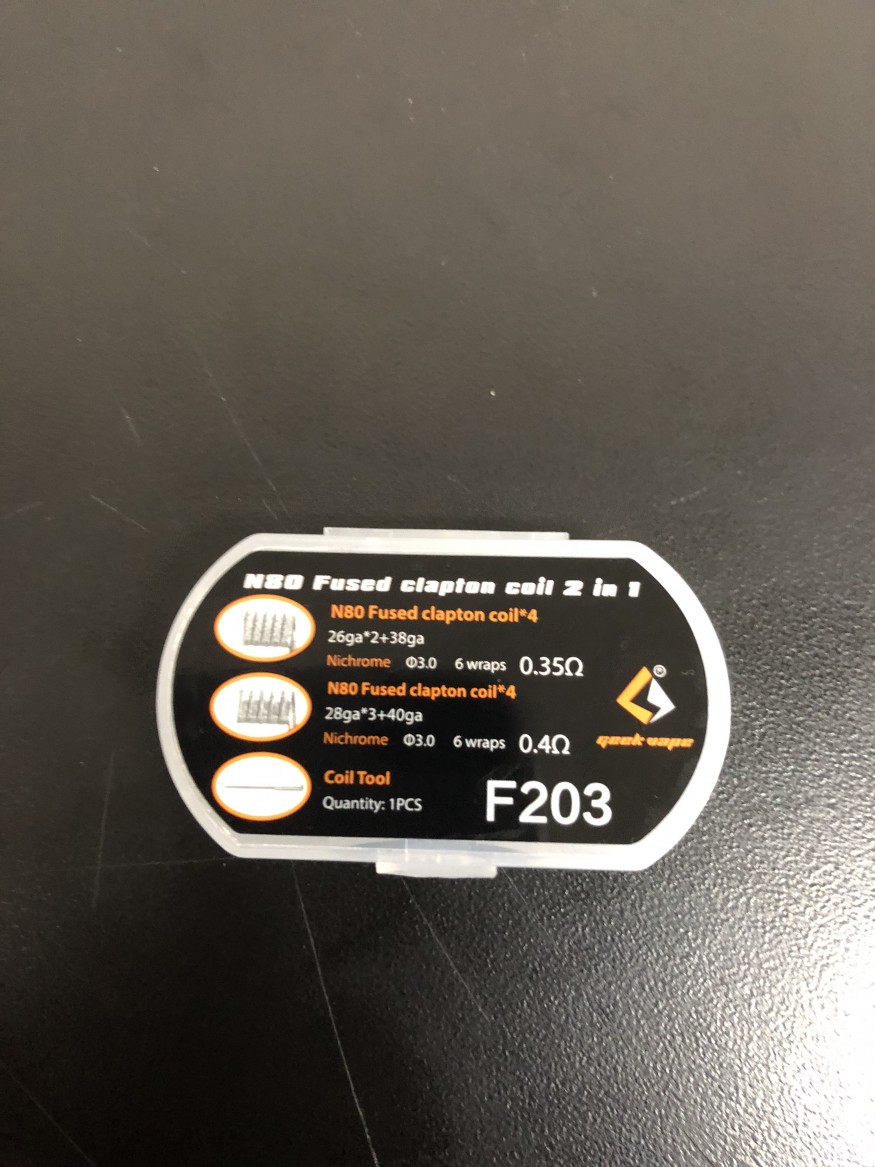 N80 Fused clapton coil 2 in 1
N80 Fused clapton coil*4
26ga*2+38ga
Nichrome Φ3.0 6 wraps 0.35Ω
N80 Fused clapton coil*4
28ga*3+40ga
Nichrome Φ3.0 6 wraps 0.4Ω
®
geek vape
Coil Tool
Quantity: 1PCS
F203